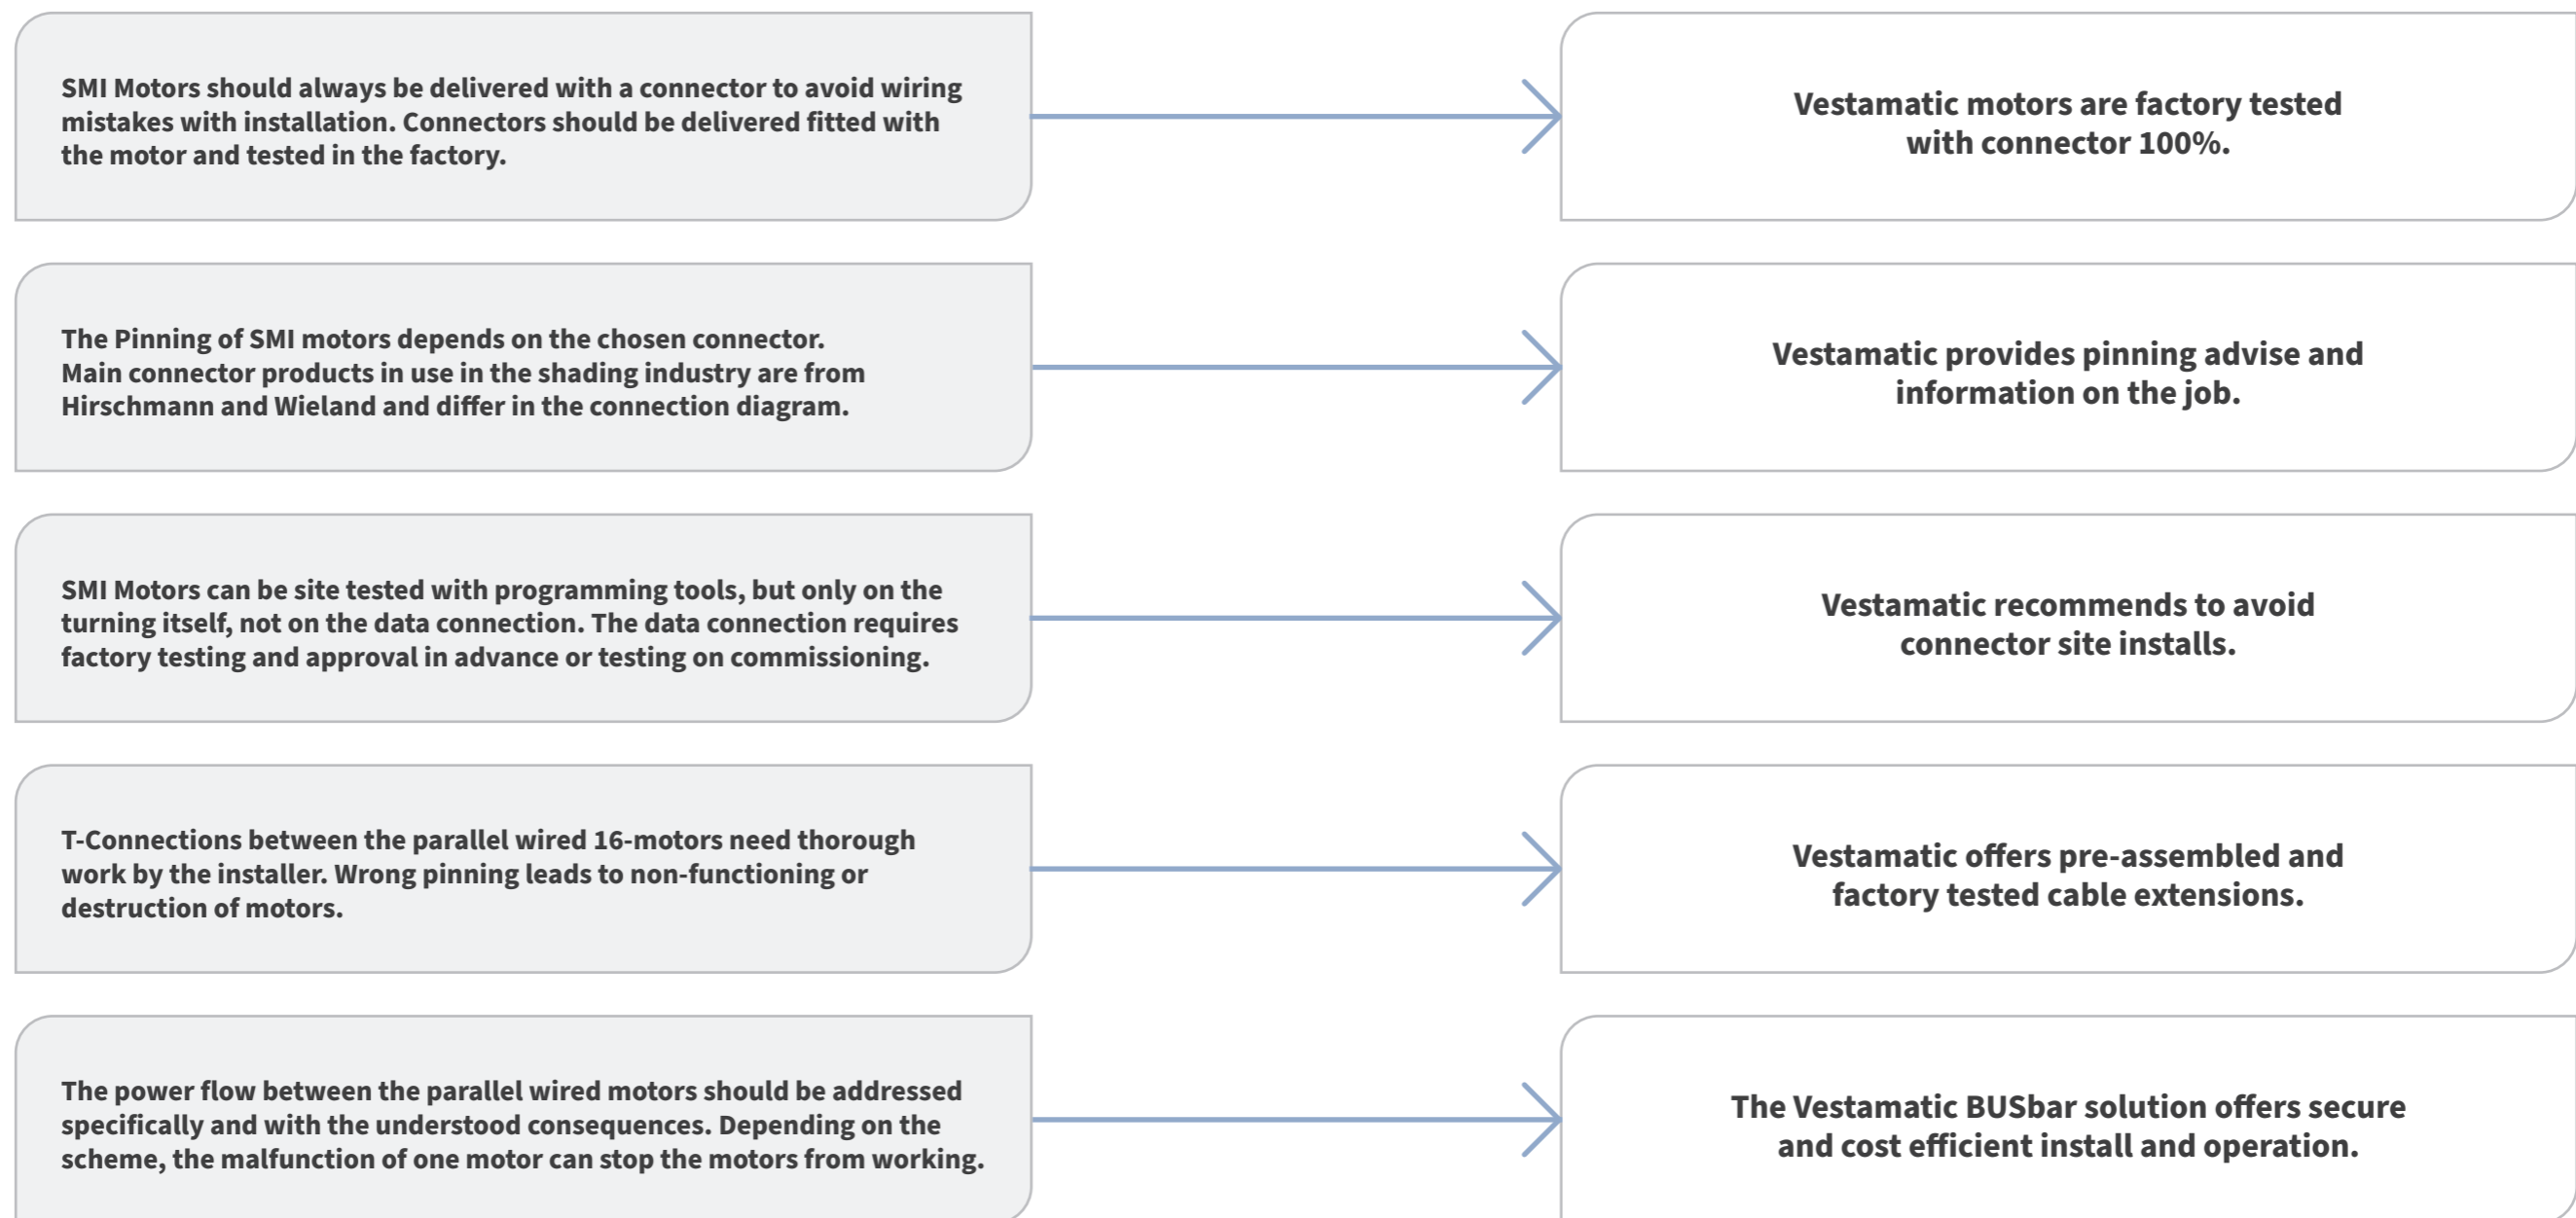 SMI Motors should always be delivered with a connector to avoid wiring
mistakes with installation. Connectors should be delivered fitted with
the motor and tested in the factory.
Vestamatic motors are factory tested
with connector 100%.
The Pinning of SMI motors depends on the chosen connector.
Main connector products in use in the shading industry are from
Hirschmann and Wieland and differ in the connection diagram.
Vestamatic provides pinning advise and
information on the job.
SMI Motors can be site tested with programming tools, but only on the
turning itself, not on the data connection. The data connection requires
factory testing and approval in advance or testing on commissioning.
Vestamatic recommends to avoid
connector site installs.
T-Connections between the parallel wired 16-motors need thorough
work by the installer. Wrong pinning leads to non-functioning or
destruction of motors.
Vestamatic offers pre-assembled and
factory tested cable extensions.
The power flow between the parallel wired motors should be addressed
specifically and with the understood consequences. Depending on the
scheme, the malfunction of one motor can stop the motors from working.
The Vestamatic BUSbar solution offers secure
and cost efficient install and operation.